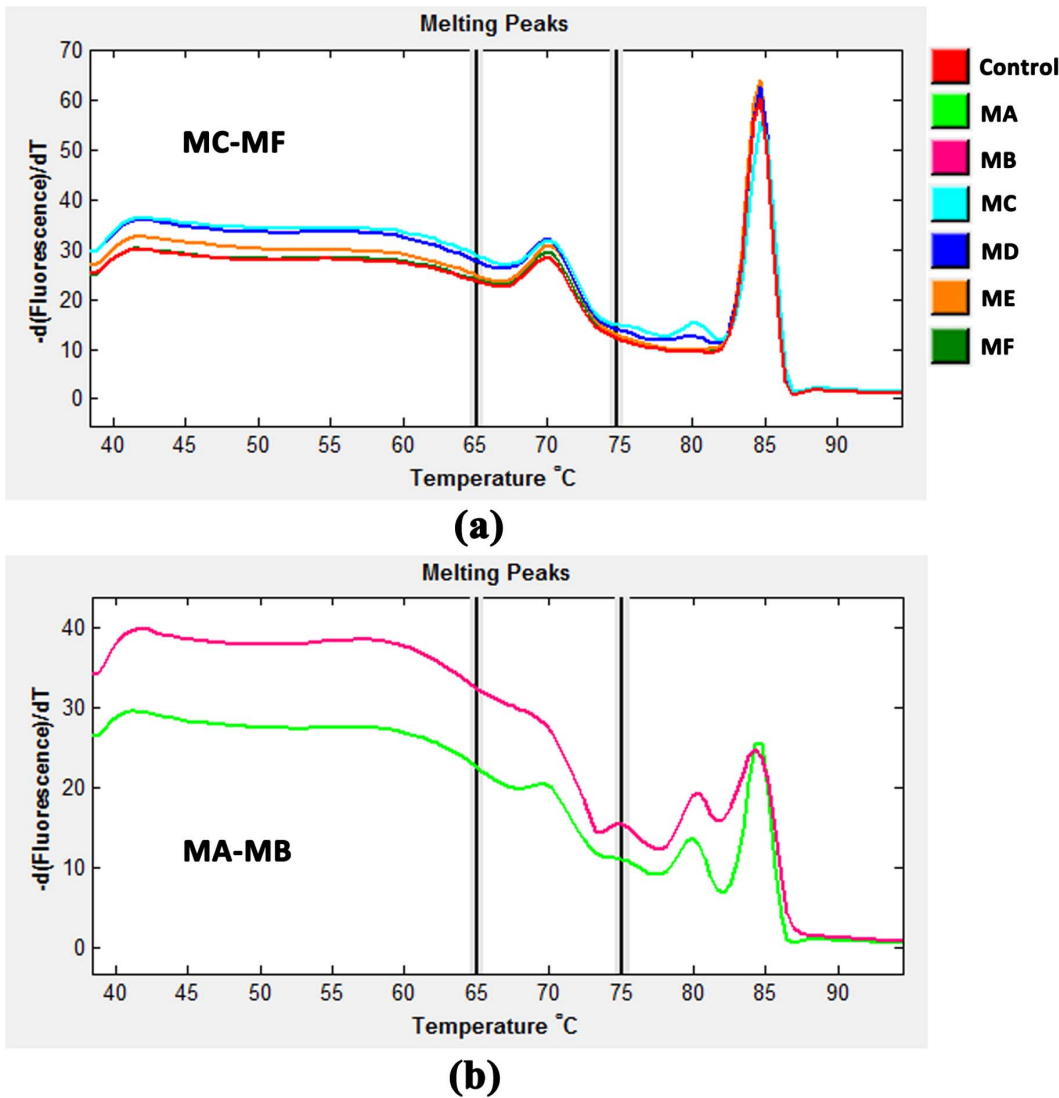 Melting Peaks
70
60
50
40
30
20
10
0
-d(Fluorescence)/dT
MC-MF
40 45 50 55 60 65 70 75 80 85 90
Temperature °C
Control
MA
MB
MC
MD
ME
MF
(a)
Melting Peaks
40
30
20
10
0
-d(Fluorescence)/dT
MA-MB
40 45 50 55 60 65 70 75 80 85 90
Temperature °C
(b)